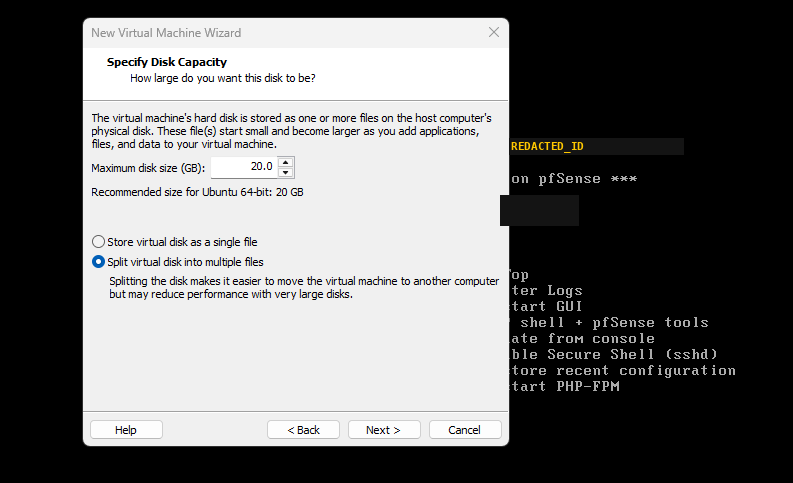 New Virtual Machine Wizard
Specify Disk Capacity
How large do you want this disk to be?
The virtual machine's hard disk is stored as one or more files on the host computer's
physical disk. These file(s) start small and become larger as you add applications,
files, and data to your virtual machine.
Maximum disk size (GB): 20.0
Recommended size for Ubuntu 64-bit: 20 GB
Store virtual disk as a single file
Split virtual disk into multiple files
Splitting the disk makes it easier to move the virtual machine to another computer
but may reduce performance with very large disks.
Help
< Back
Next >
Cancel
REDACTED_ID
on pfSense ***
top
ter Logs
start GUI
shell + pfSense tools
ate from console
ble Secure Shell (sshd)
tore recent configuration
start PHP-FPM